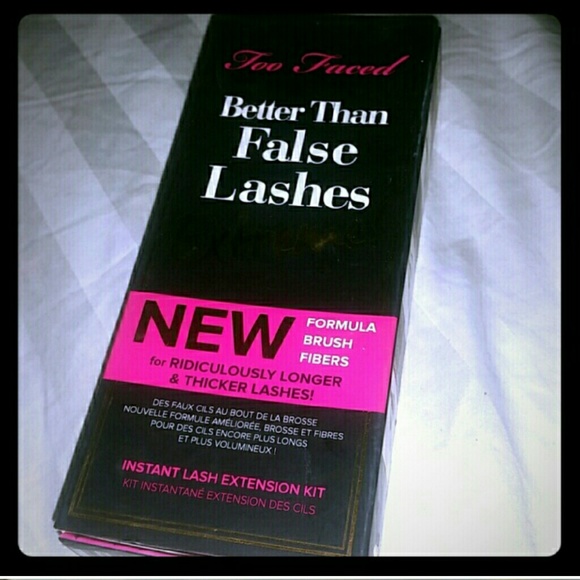 Too Faced
Better Than
False
Lashes
NEW
FORMULA
BRUSH
FIBERS
for RIDICULOUSLY LONGER
& THICKER LASHES!
DES FAUX CILS AU BOUT DE LA BROSSE
NOUVELLE FORMULE AMÉLIORÉE, BROSSE ET FIBRES
POUR DES CILS ENCORE PLUS LONGS
ET PLUS VOLUMINEUX !
INSTANT LASH EXTENSION KIT
KIT INSTANTANÉ EXTENSION DES CILS